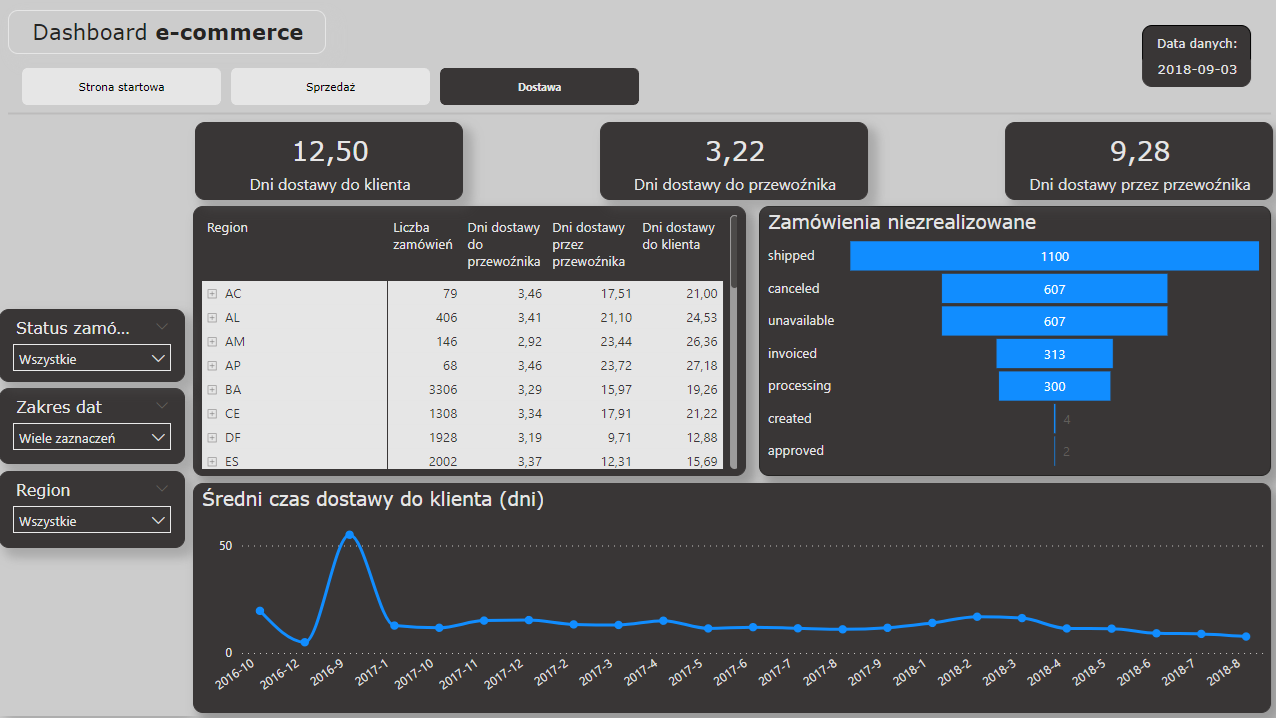 Dashboard e-commerce
Data danych:
2018-09-03
Strona startowa
Sprzedaż
Dostawa
12,50
Dni dostawy do klienta
3,22
Dni dostawy do przewoźnika
9,28
Dni dostawy przez przewoźnika
Status zamó...
Wszystkie
Zakres dat
Wiele zaznaczeń
Region
Wszystkie
Region Liczba zamówień Dni dostawy do przewoźnika Dni dostawy przez przewoźnika Dni dostawy do klienta
AC 79 3,46 17,51 21,00
AL 406 3,41 21,10 24,53
AM 146 2,92 23,44 26,36
AP 68 3,46 23,72 27,18
BA 3306 3,29 15,97 19,26
CE 1308 3,34 17,91 21,22
DF 1928 3,19 9,71 12,88
ES 2002 3,37 12,31 15,69
Zamówienia niezrealizowane
shipped 1100
canceled 607
unavailable 607
invoiced 313
processing 300
created 4
approved 2
Średni czas dostawy do klienta (dni)
50
0
2016-10 2016-12 2016-9 2017-1 2017-10 2017-11 2017-12 2017-2 2017-3 2017-4 2017-5 2017-6 2017-7 2017-8 2017-9 2018-1 2018-2 2018-3 2018-4 2018-5 2018-6 2018-7 2018-8